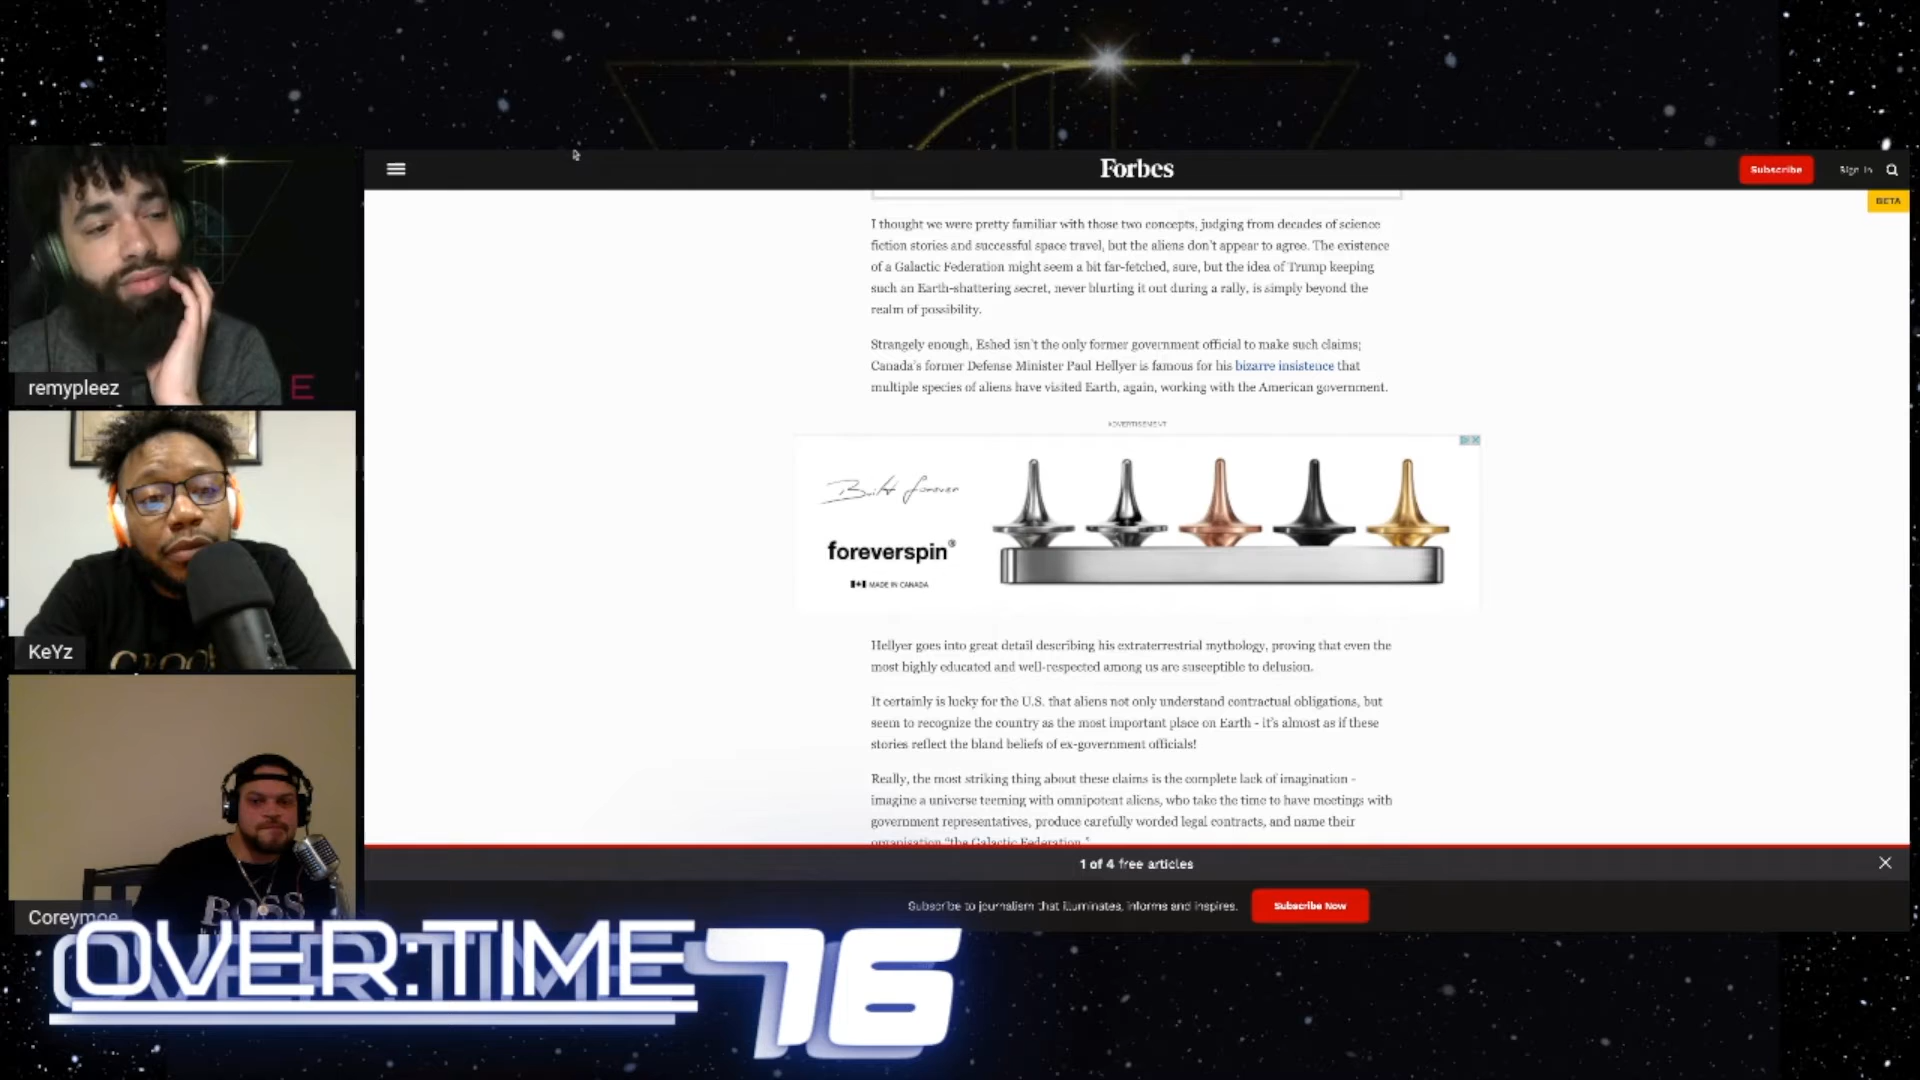 Forbes
Subscribe
Sign In
BETA
I thought we were pretty familiar with those two concepts, judging from decades of science
fiction stories and successful space travel, but the aliens don't appear to agree. The existence
of a Galactic Federation might seem a bit far-fetched, sure, but the idea of Trump keeping
such an Earth-shattering secret, never blurting it out during a rally, is simply beyond the
realm of possibility.
Strangely enough, Eshed isn't the only former government official to make such claims;
Canada's former Defense Minister Paul Hellyer is famous for his bizarre insistence that
multiple species of aliens have visited Earth, again, working with the American government.
ADVERTISEMENT
Built forever
foreverspin®
MADE IN CANADA
Hellyer goes into great detail describing his extraterrestrial mythology, proving that even the
most highly educated and well-respected among us are susceptible to delusion.
It certainly is lucky for the U.S. that aliens not only understand contractual obligations, but
seem to recognize the country as the most important place on Earth - it's almost as if these
stories reflect the bland beliefs of ex-government officials!
Really, the most striking thing about these claims is the complete lack of imagination -
imagine a universe teeming with omnipotent aliens, who take the time to have meetings with
government representatives, produce carefully worded legal contracts, and name their
organisation "the Galactic Federation."
1 of 4 free articles
Subscribe to journalism that illuminates, informs and inspires.
Subscribe Now
remypleez
E
KeYz
Coreymoe
BOSS
OVER:TIME 76